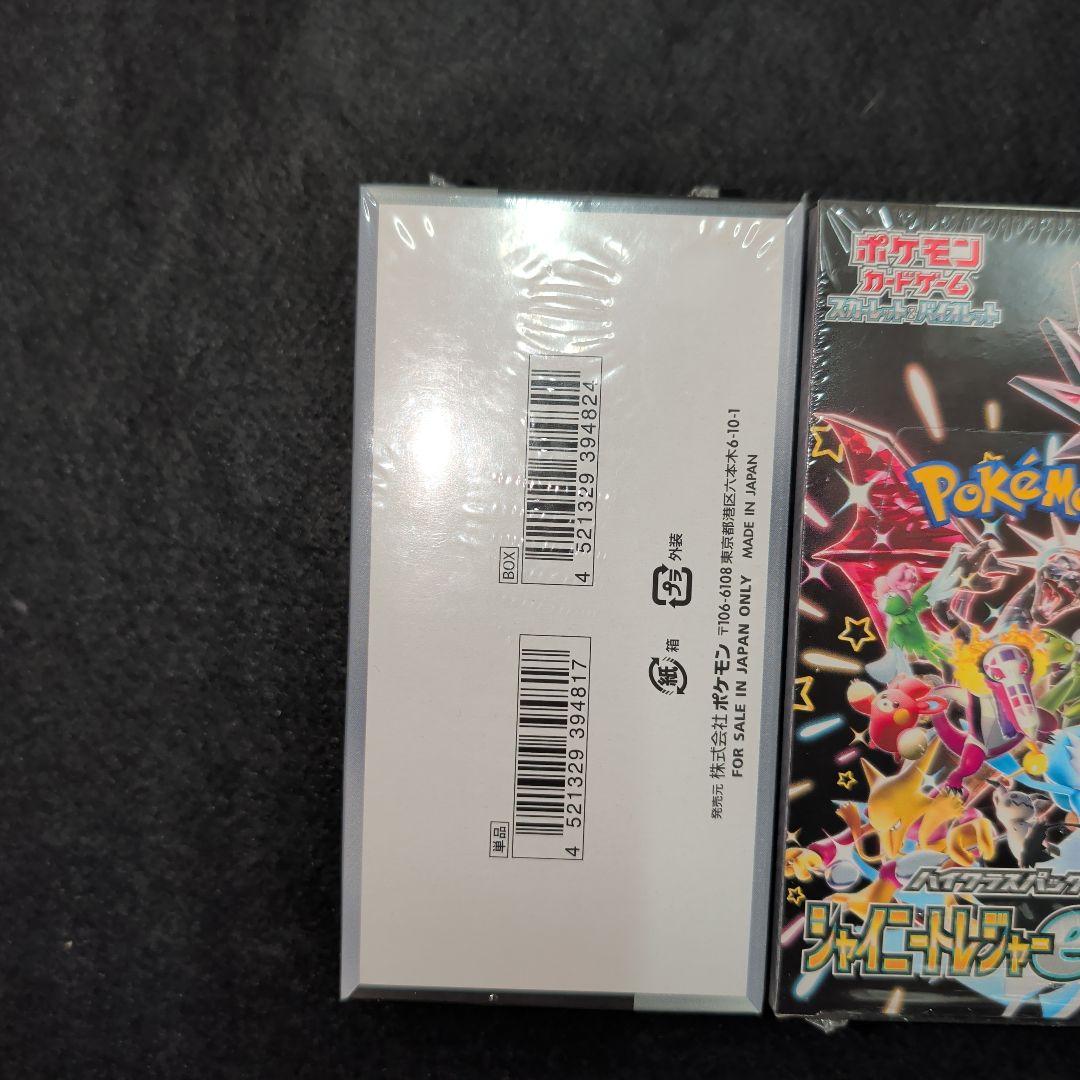 単品
4 521329 394817
BOX
4 521329 394824
紙 箱
プラ 外装
発売元 株式会社ポケモン 〒106-6108 東京都港区六本木6-10-1
FOR SALE IN JAPAN ONLY MADE IN JAPAN
ポケモン
カードゲーム
スカーレット&バイオレット
Pokémo
ハイクラスパック
シャイニートレジャーe